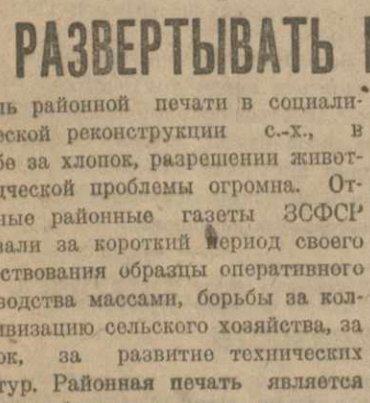 РАЗВЕРТЫВАТЬ
ль районной печати в социали-
еской реконструкции с.-х., в
бе за хлопок, разрешении живот-
дческой проблемы огромна. От-
ные районные газеты ЗСФСР
вали за короткий период своего
ствования образцы оперативного
водства массами, борьбы за кол-
ивизацию сельского хозяйства, за
ок, за развитие технических
тур. Районная печать является